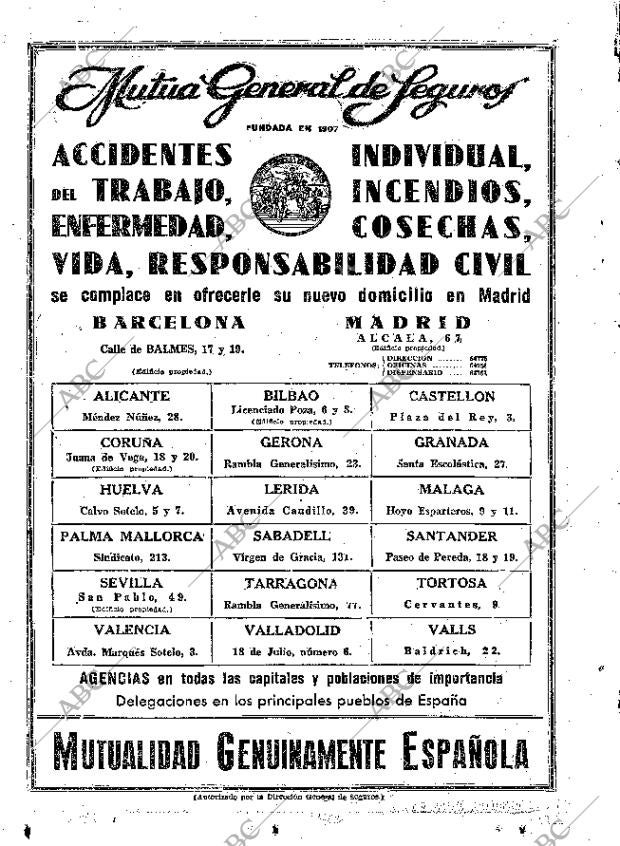 Mutua General de Seguros
FUNDADA EN 1907
ACCIDENTES INDIVIDUAL,
DEL TRABAJO, INCENDIOS,
ENFERMEDAD, COSECHAS,
VIDA, RESPONSABILIDAD CIVIL
se complace en ofrecerle su nuevo domicilio en Madrid
BARCELONA
Calle de BALMES, 17 y 19.
(Edificio propiedad.)
MADRID
ALCALA, 63
(Edificio propiedad)
TELEFONOS:
DIRECCION
OFICINAS
DISPENSARIO
ALICANTE
Méndez Núñez, 28.
BILBAO
Licenciado Poza, 6 y 8.
(Edificio propiedad.)
CASTELLON
Plaza del Rey, 3.
CORUÑA
Juana de Vega, 18 y 20.
(Edificio propiedad.)
GERONA
Rambla Generalísimo, 23.
GRANADA
Santa Escolástica, 27.
HUELVA
Calvo Sotelo, 5 y 7.
LERIDA
Avenida Caudillo, 39.
MALAGA
Hoyo Esparteros, 9 y 11.
PALMA MALLORCA
Sindicato, 213.
SABADELL
Virgen de Gracia, 131.
SANTANDER
Paseo de Pereda, 18 y 19.
SEVILLA
San Pablo, 49.
(Edificio propiedad.)
TARRAGONA
Rambla Generalísimo, 77.
TORTOSA
Cervantes, 9.
VALENCIA
Avda. Marqués Sotelo, 3.
VALLADOLID
18 de Julio, número 6.
VALLS
Baldrich, 22.
AGENCIAS en todas las capitales y poblaciones de importancia
Delegaciones en los principales pueblos de España
MUTUALIDAD GENUINAMENTE ESPAÑOLA
(Autorizado por la Dirección General de Seguros.)